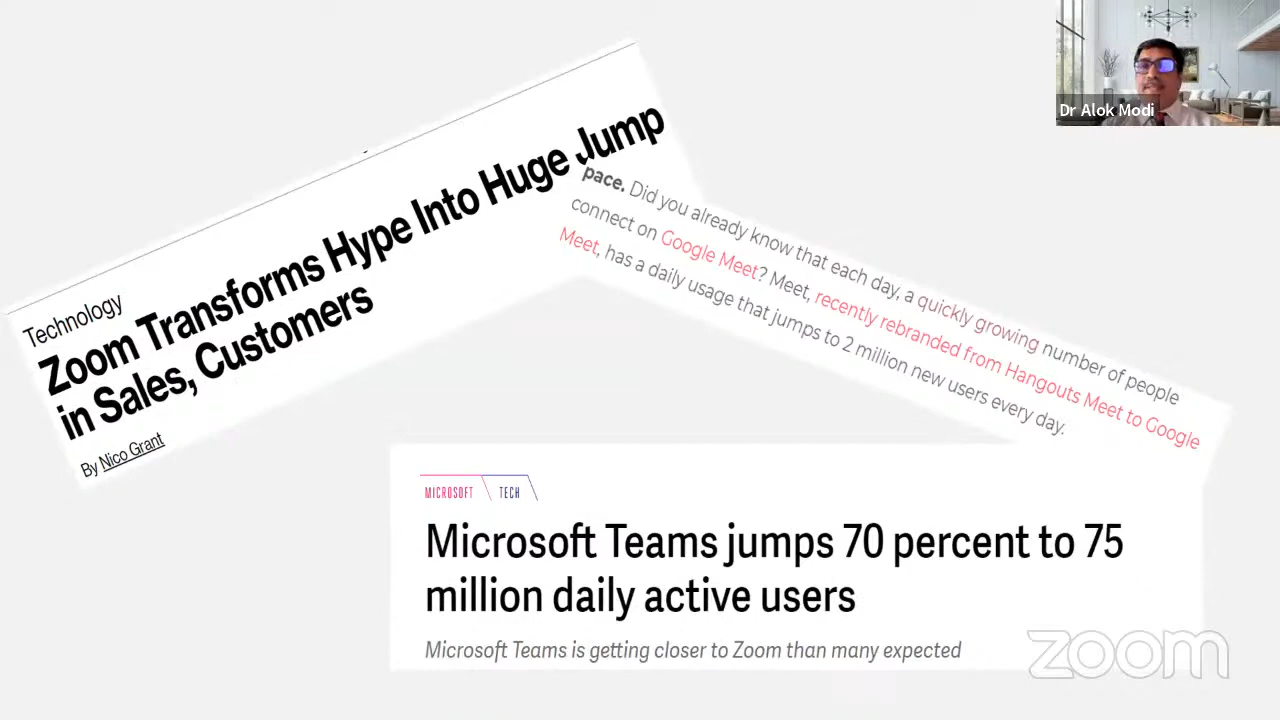 Dr Alok Modi
Technology
Zoom Transforms Hype Into Huge Jump
in Sales, Customers
By Nico Grant
pace. Did you already know that each day, a quickly growing number of people
connect on Google Meet? Meet, recently rebranded from Hangouts Meet to Google
Meet, has a daily usage that jumps to 2 million new users every day.
MICROSOFT TECH
Microsoft Teams jumps 70 percent to 75
million daily active users
Microsoft Teams is getting closer to Zoom than many expected
zoom